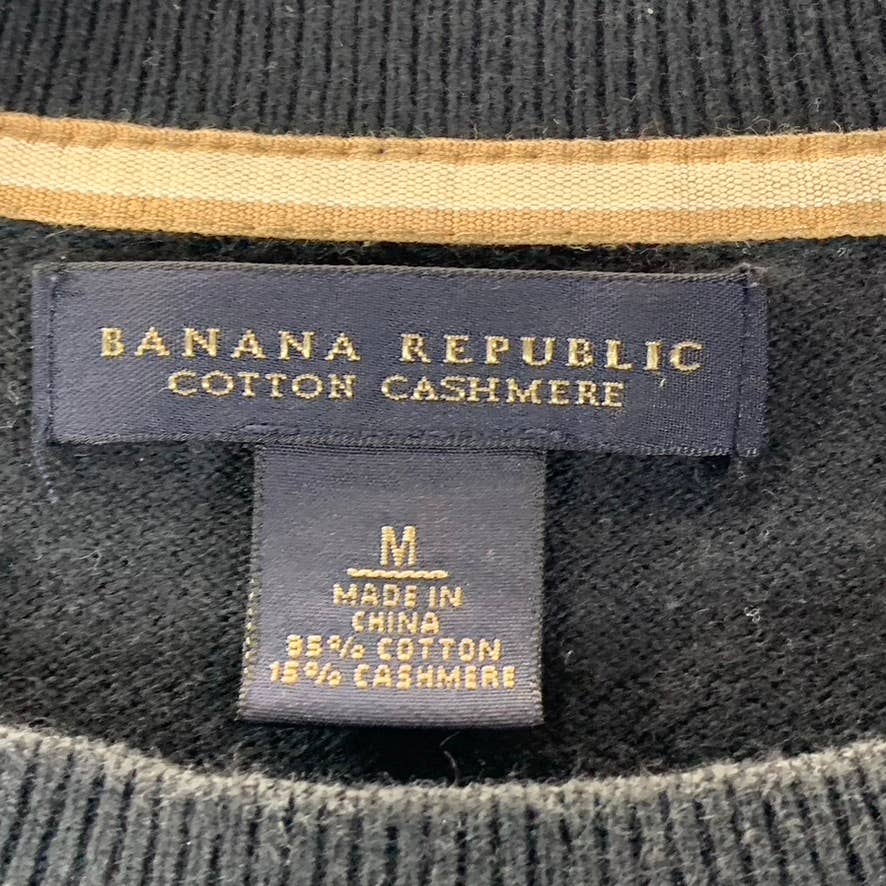 BANANA REPUBLIC
COTTON CASHMERE
M
MADE IN
CHINA
85% COTTON
15% CASHMERE